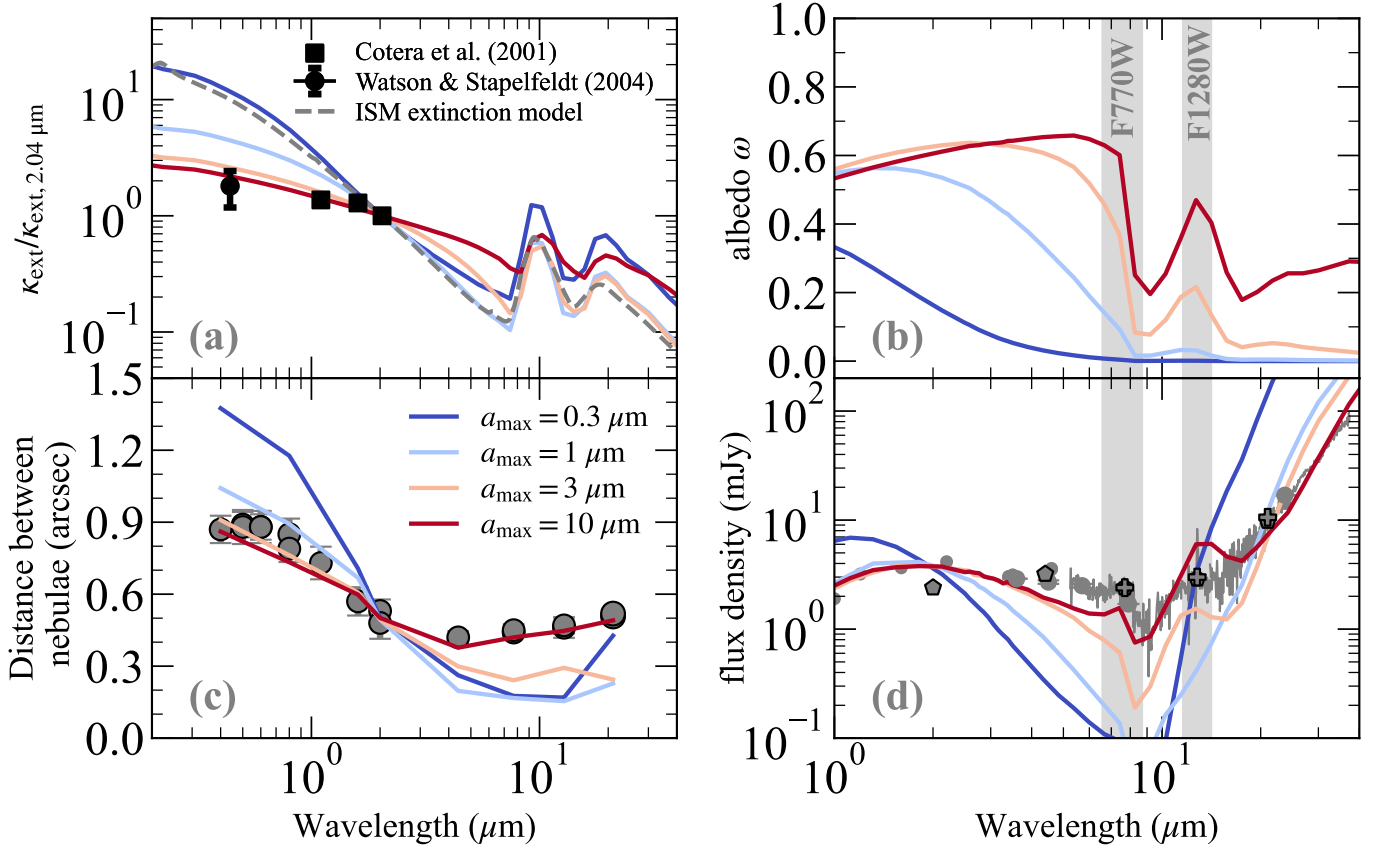 Cotera et al. (2001)
Watson & Stapelfeldt (2004)
ISM extinction model
κext/κext, 2.04 μm
10¹
10⁰
10⁻¹
(a)
albedo ω
1.0
0.8
0.6
0.4
0.2
0.0
F770W
F1280W
(b)
Distance between
nebulae (arcsec)
1.5
1.2
0.9
0.6
0.3
0.0
amax = 0.3 μm
amax = 1 μm
amax = 3 μm
amax = 10 μm
(c)
10⁰
10¹
Wavelength (μm)
flux density (mJy)
10²
10¹
10⁰
10⁻¹
(d)
10⁰
10¹
Wavelength (μm)